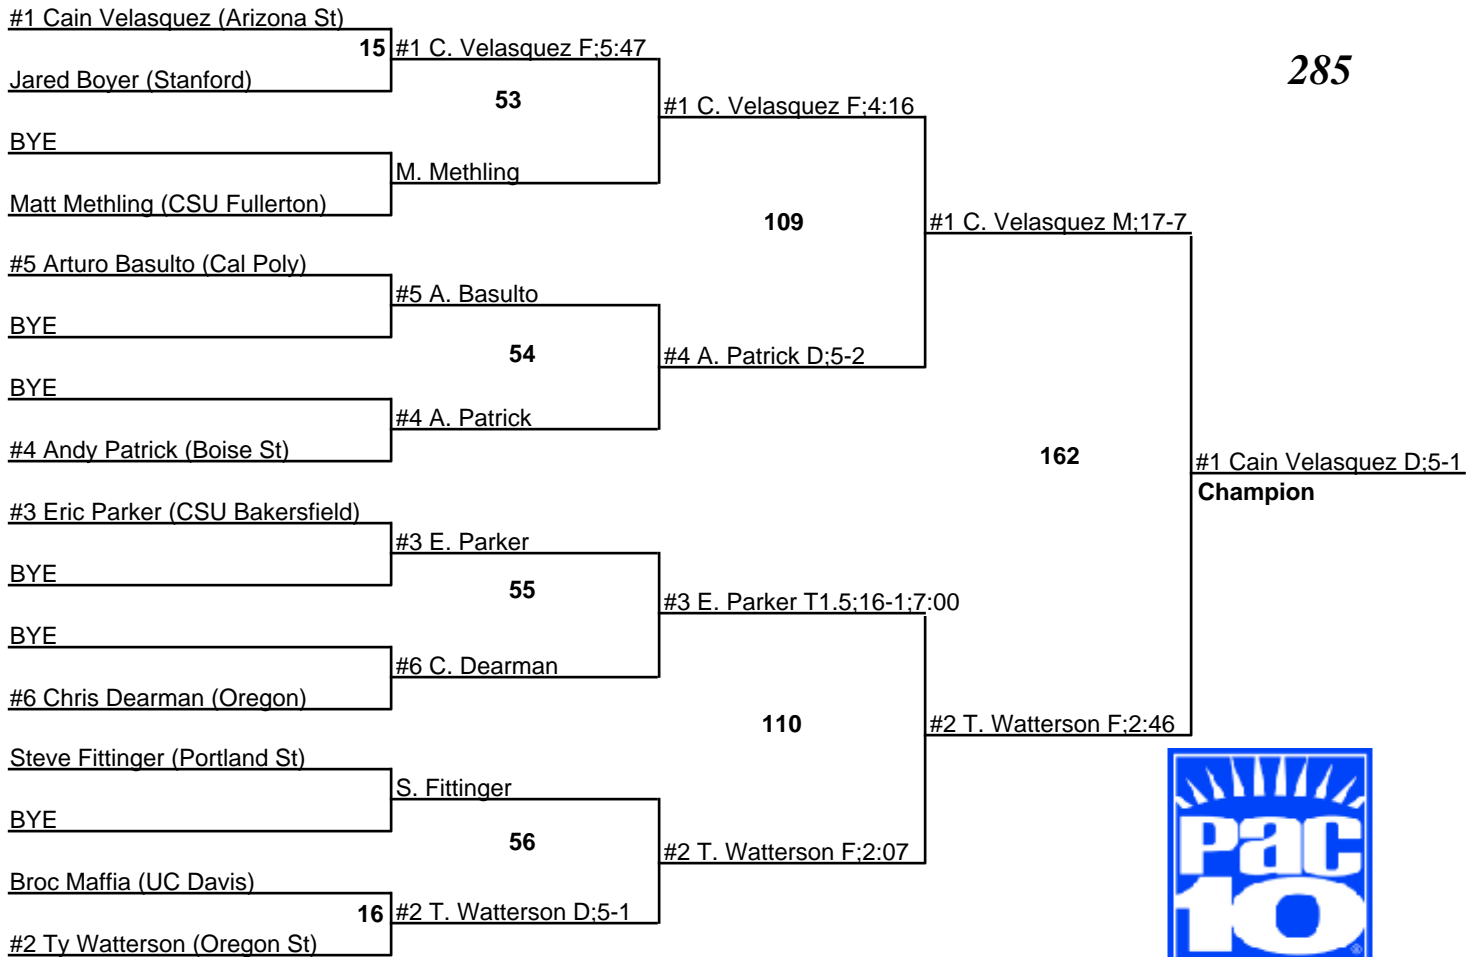 #1 Cain Velasquez (Arizona St)
15 #1 C. Velasquez F;5:47
285
Jared Boyer (Stanford)
53
#1 C. Velasquez F;4:16
BYE
M. Methling
Matt Methling (CSU Fullerton)
109
#1 C. Velasquez M;17-7
#5 Arturo Basulto (Cal Poly)
#5 A. Basulto
BYE
54
#4 A. Patrick D;5-2
BYE
#4 A. Patrick
#4 Andy Patrick (Boise St)
162
#1 Cain Velasquez D;5-1
Champion
#3 Eric Parker (CSU Bakersfield)
#3 E. Parker
BYE
55
#3 E. Parker T1.5;16-1;7:00
BYE
#6 C. Dearman
#6 Chris Dearman (Oregon)
110
#2 T. Watterson F;2:46
Steve Fittinger (Portland St)
S. Fittinger
BYE
56
#2 T. Watterson F;2:07
Broc Maffia (UC Davis)
16 #2 T. Watterson D;5-1
#2 Ty Watterson (Oregon St)
Pac
10
®